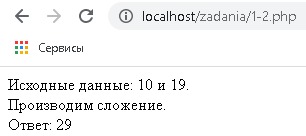 localhost/zadania/1-2.php
Сервисы
Исходные данные: 10 и 19.
Производим сложение.
Ответ: 29